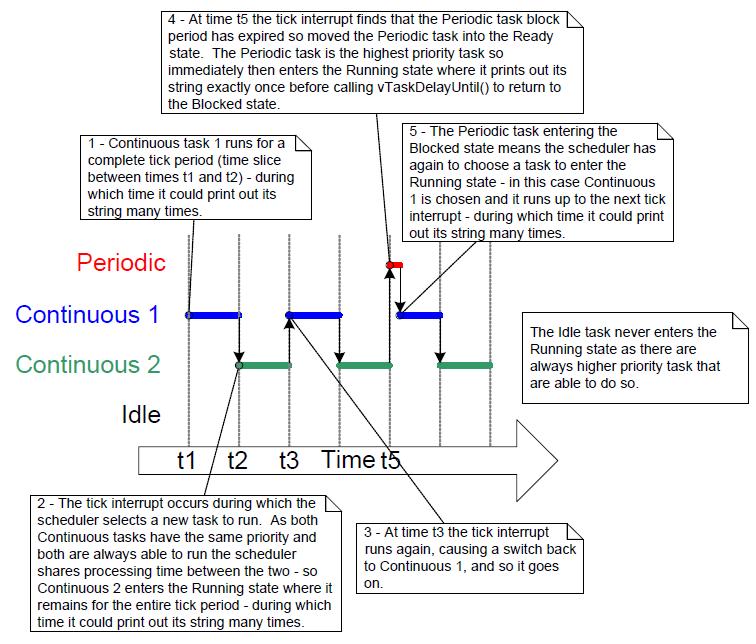 4 - At time t5 the tick interrupt finds that the Periodic task block
period has expired so moved the Periodic task into the Ready
state.  The Periodic task is the highest priority task so
immediately then enters the Running state where it prints out its
string exactly once before calling vTaskDelayUntil() to return to
the Blocked state.
1 - Continuous task 1 runs for a
complete tick period (time slice
between times t1 and t2) - during
which time it could print out its
string many times.
5 - The Periodic task entering the
Blocked state means the scheduler has
again to choose a task to enter the
Running state - in this case Continuous
1 is chosen and it runs up to the next tick
interrupt - during which time it could print
out its string many times.
Periodic
Continuous 1
Continuous 2
Idle
The Idle task never enters the
Running state as there are
always higher priority task that
are able to do so.
t1 t2 t3 Time t5
2 - The tick interrupt occurs during which the
scheduler selects a new task to run.  As both
Continuous tasks have the same priority and
both are always able to run the scheduler
shares processing time between the two - so
Continuous 2 enters the Running state where it
remains for the entire tick period - during which
time it could print out its string many times.
3 - At time t3 the tick interrupt
runs again, causing a switch back
to Continuous 1, and so it goes
on.